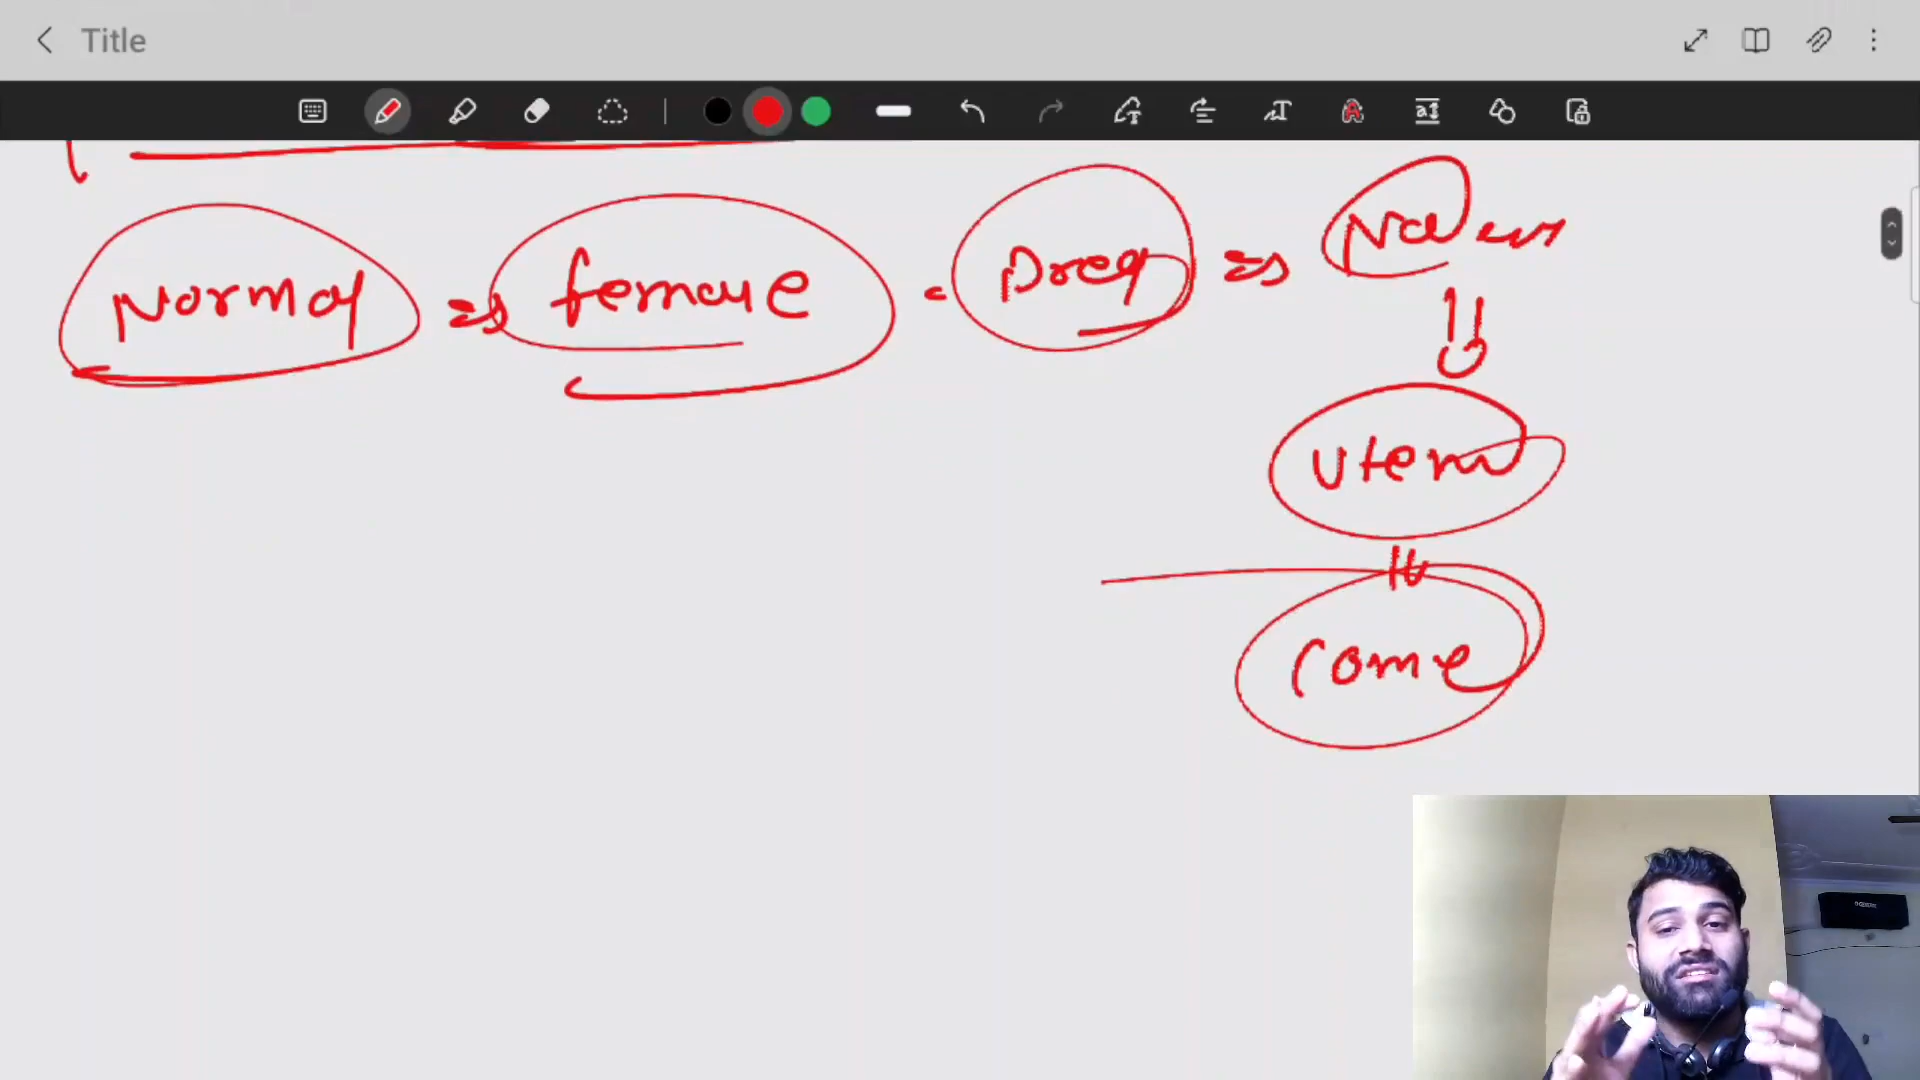 Title
Normal ⇒ female - Preg ⇒
Uterus
Come